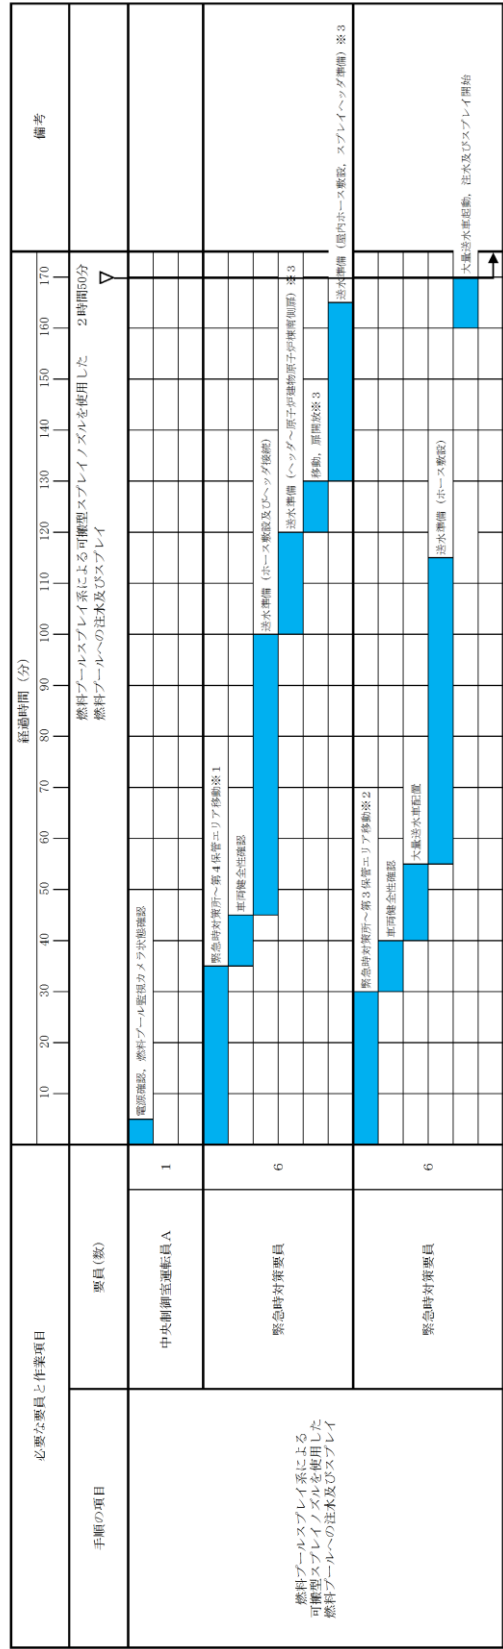 必要な要員と作業項目
経過時間（分）
備考
10 20 30 40 50 60 70 80 90 100 110 120 130 140 150 160 170
手順の項目
要員(数)
燃料プールスプレイ系による可搬型スプレイノズルを使用した 2時間50分
燃料プールへの注水及びスプレイ
▽
燃料プールスプレイ系による
可搬型スプレイノズルを使用した
燃料プールへの注水及びスプレイ
中央制御室運転員A
1
電源確認、燃料プール監視カメラ状態確認
緊急時対策要員
6
緊急時対策所～第4保管エリア移動※1
車両健全性確認
送水準備（ホース敷設及びヘッダ接続）
送水準備（ヘッダ～原子炉建物原子炉棟南側扉）※3
移動，扉開放※3
送水準備（屋内ホース敷設，スプレイヘッダ準備）※3
緊急時対策要員
6
緊急時対策所～第3保管エリア移動※2
車両健全性確認
大量送水車配置
送水準備（ホース敷設）
大量送水車起動，注水及びスプレイ開始